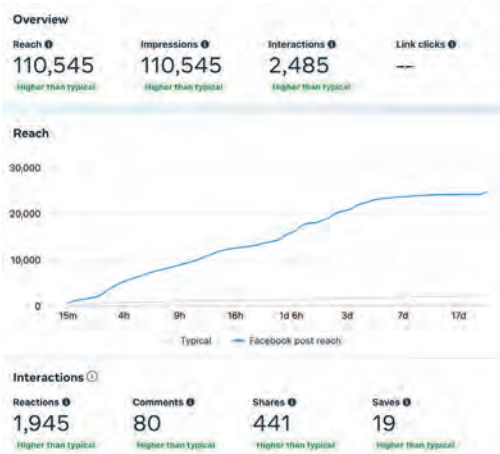 Overview
Reach Impressions Interactions Link clicks
110,545 110,545 2,485 --
Higher than typical Higher than typical Higher than typical
Reach
30,000
20,000
10,000
0
15m 4h 9h 16h 1d 6h 3d 7d 17d
Typical Facebook post reach
Interactions
Reactions Comments Shares Saves
1,945 80 441 19
Higher than typical Higher than typical Higher than typical Higher than typical